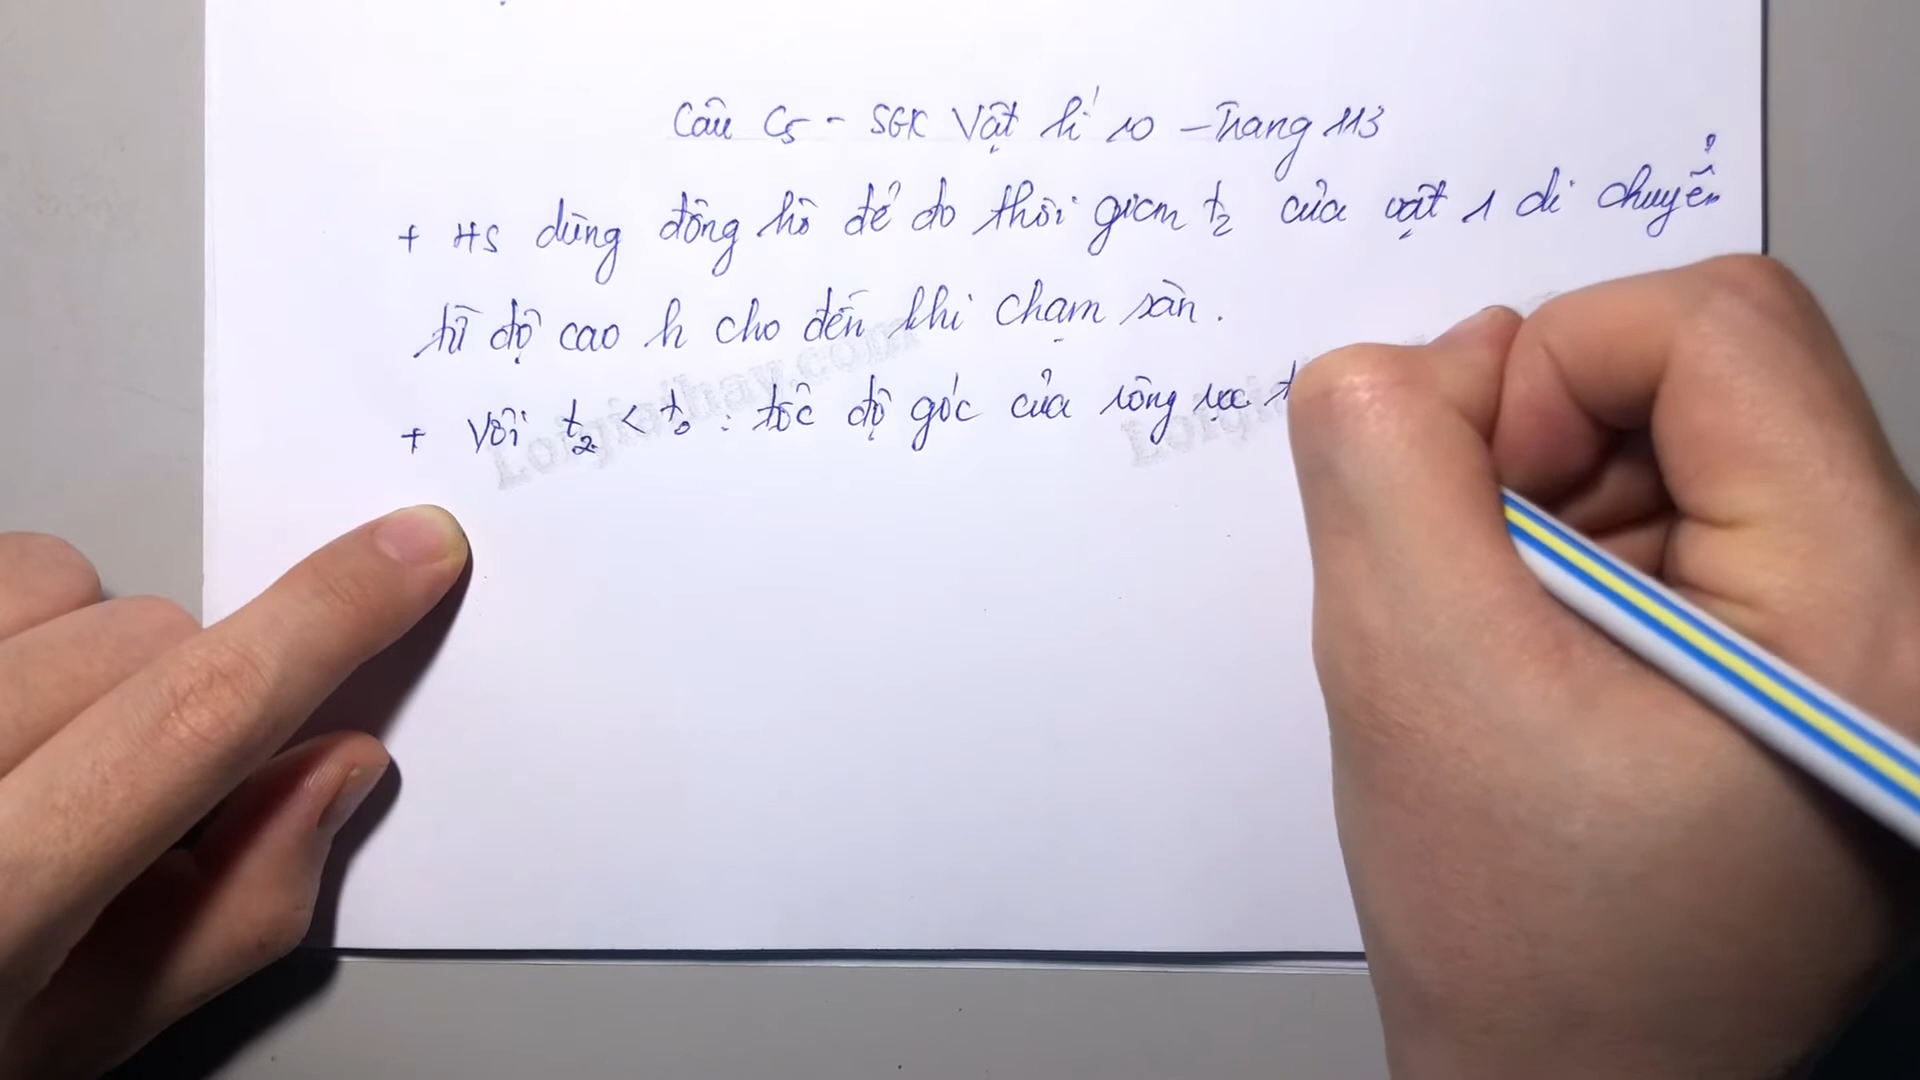 Câu C5 - SGK Vật lí 10 - Trang 113
+ HS dùng đồng hồ để đo thời gian t₂ của vật 1 di chuyển
từ độ cao h cho đến khi chạm sàn.
+ Với t₂ < t₀ : tốc độ góc của ròng rọc t
Loigiaihay.com